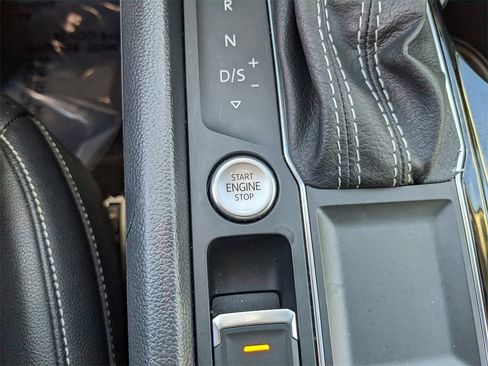 R
N
D/S + -
START
ENGINE
STOP